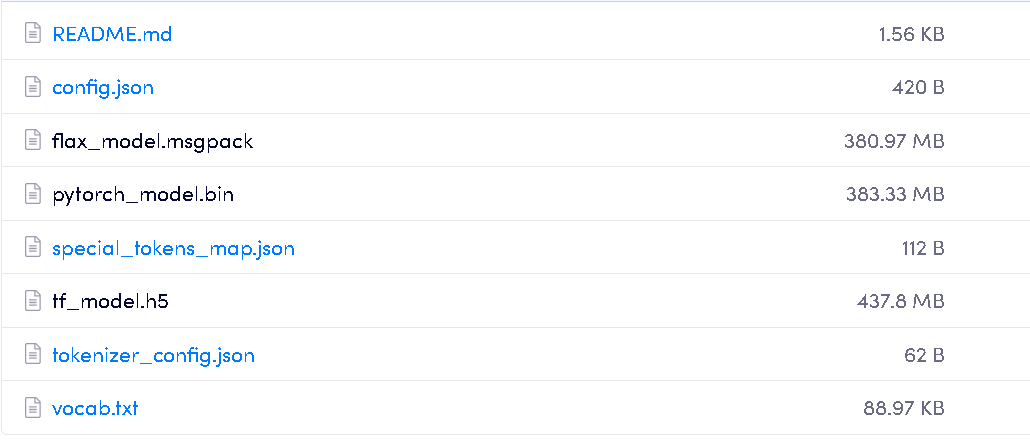 README.md 1.56 KB
config.json 420 B
flax_model.msgpack 380.97 MB
pytorch_model.bin 383.33 MB
special_tokens_map.json 112 B
tf_model.h5 437.8 MB
tokenizer_config.json 62 B
vocab.txt 88.97 KB